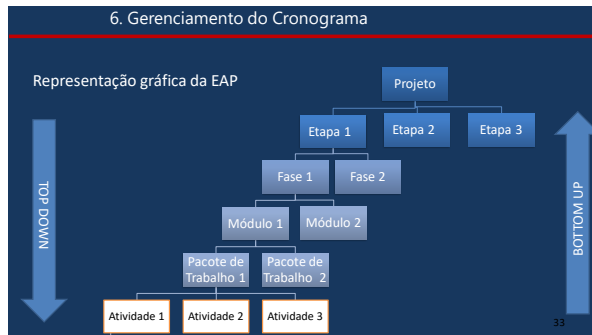 6. Gerenciamento do Cronograma
Representação gráfica da EAP
Projeto
Etapa 1
Etapa 2
Etapa 3
Fase 1
Fase 2
TOP DOWN
BOTTOM UP
Módulo 1
Módulo 2
Pacote de
Trabalho 1
Pacote de
Trabalho 2
Atividade 1
Atividade 2
Atividade 3
33